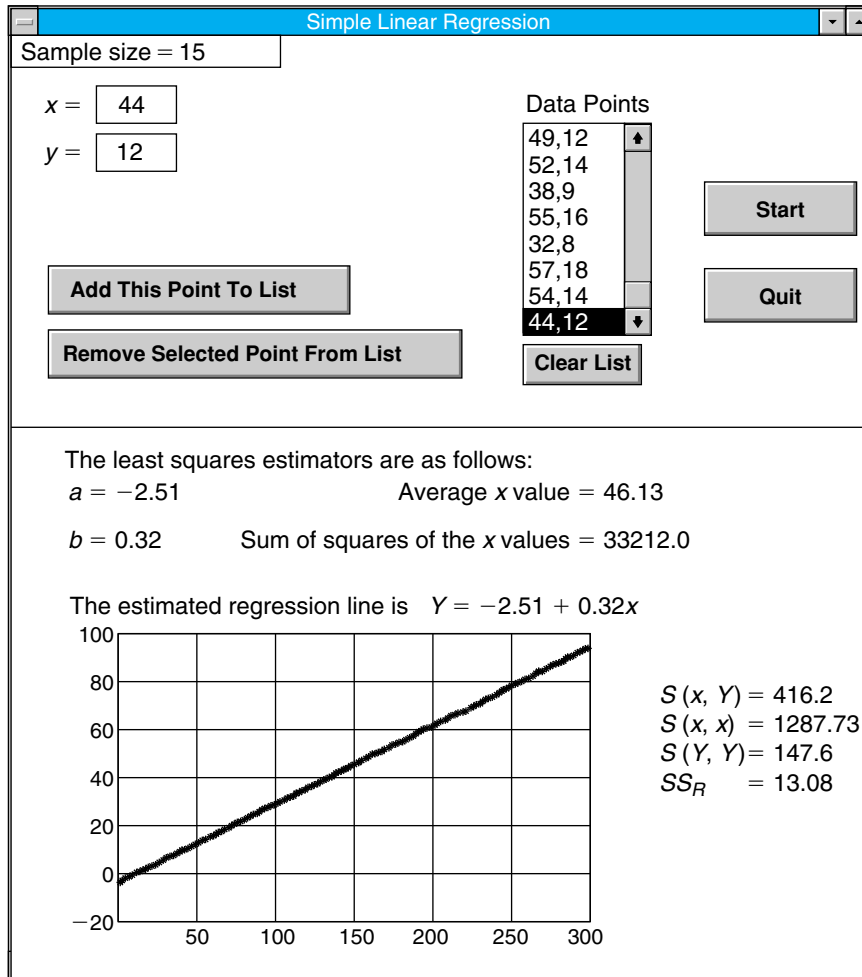 Simple Linear Regression
Sample size = 15
x = 44
y = 12
Data Points
49,12
52,14
38,9
55,16
32,8
57,18
54,14
44,12
Start
Quit
Add This Point To List
Remove Selected Point From List
Clear List
The least squares estimators are as follows:
a = −2.51 Average x value = 46.13
b = 0.32 Sum of squares of the x values = 33212.0
The estimated regression line is Y = −2.51 + 0.32x
100
80
60
40
20
0
−20
50 100 150 200 250 300
S (x, Y) = 416.2
S (x, x) = 1287.73
S (Y, Y) = 147.6
SS_R = 13.08